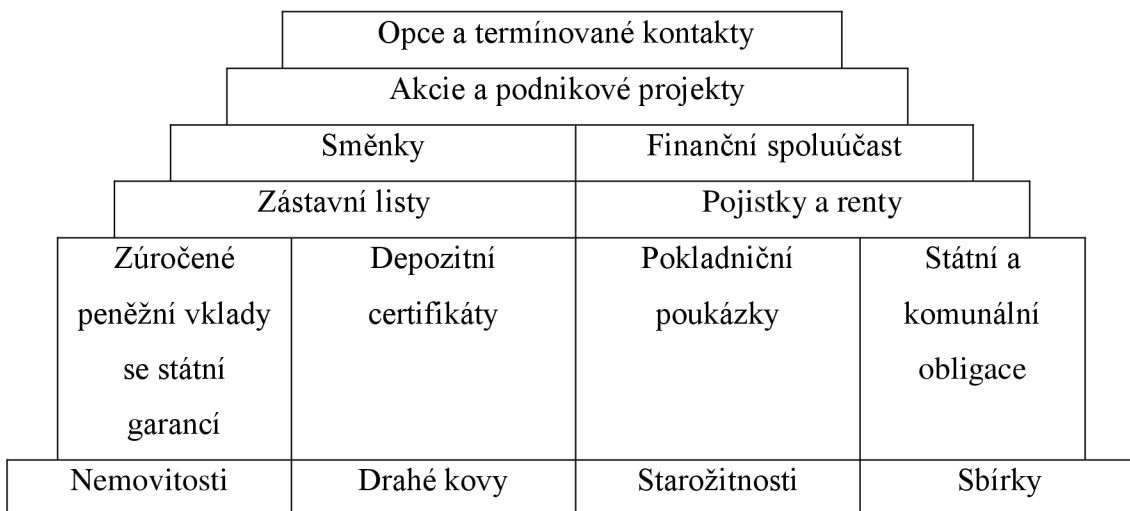 Opce a termínované kontakty
Akcie a podnikové projekty
Směnky
Finanční spoluúčast
Zástavní listy
Pojistky a renty
Zúročené
peněžní vklady
se státní
garancí
Depozitní
certifikáty
Pokladniční
poukázky
Státní a
komunální
obligace
Nemovitosti
Drahé kovy
Starožitnosti
Sbírky